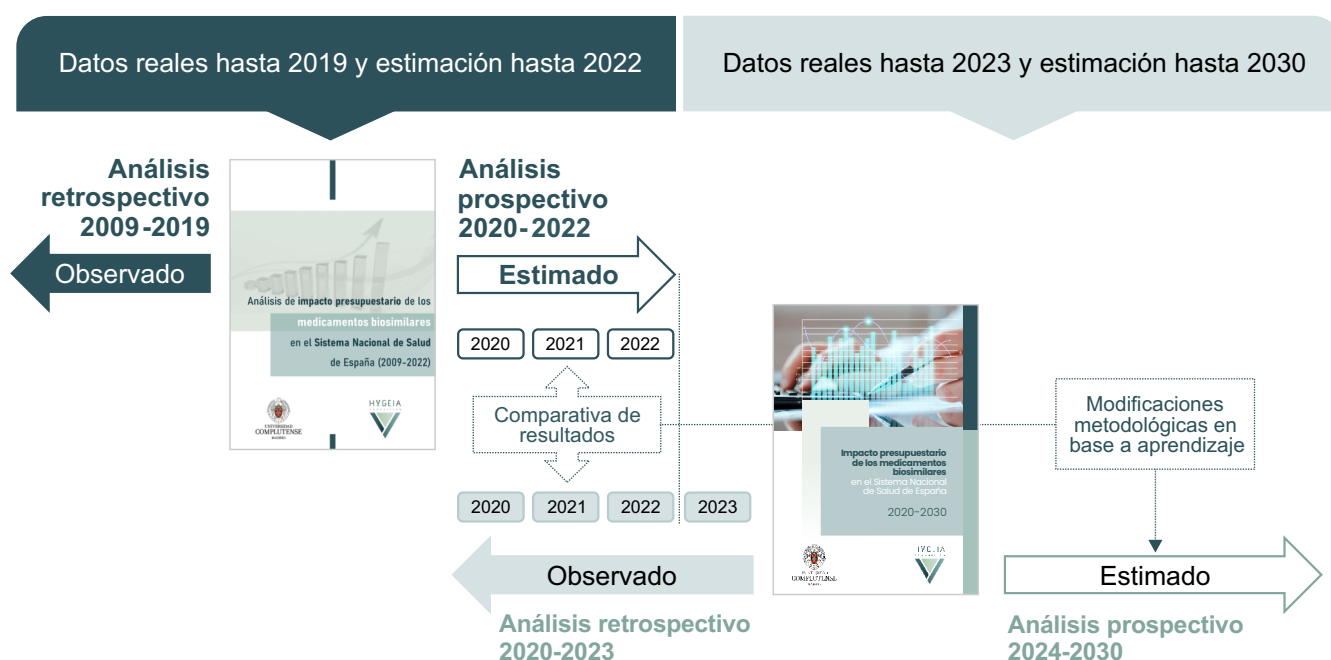 Datos reales hasta 2019 y estimación hasta 2022
Datos reales hasta 2023 y estimación hasta 2030
Análisis
retrospectivo
2009-2019
Observado
Análisis de impacto presupuestario de los
medicamentos biosimilares
en el Sistema Nacional de Salud
de España (2009-2022)
UNIVERSIDAD
COMPLUTENSE
MADRID
HYGEIA
Análisis
prospectivo
2020-2022
Estimado
2020
2021
2022
Comparativa de
resultados
2020
2021
2022
2023
Observado
Análisis retrospectivo
2020-2023
Impacto presupuestario
de los medicamentos
biosimilares
en el Sistema Nacional
de Salud de España
2020-2030
COMPLUTENSE
Modificaciones
metodológicas en
base a aprendizaje
Estimado
Análisis prospectivo
2024-2030